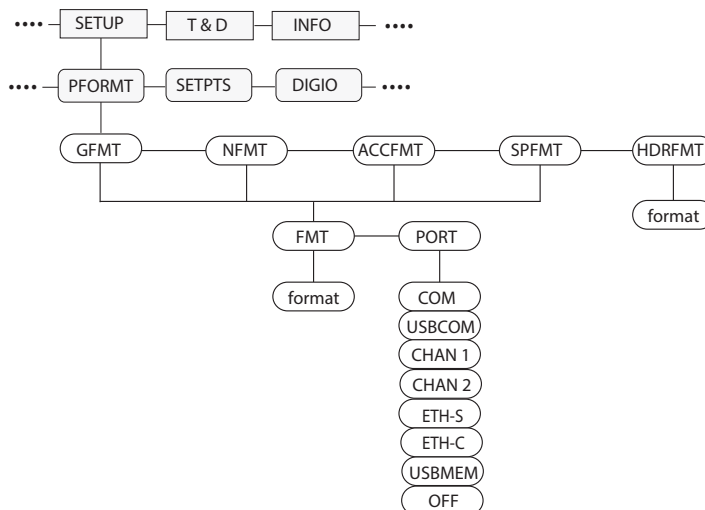 •••• SETUP T & D INFO ••••
•••• PFORMT SETPTS DIGIO ••••
GFMT NFMT ACCFMT SPFMT HDRFMT
format
FMT PORT
format COM
USBCOM
CHAN 1
CHAN 2
ETH-S
ETH-C
USBMEM
OFF